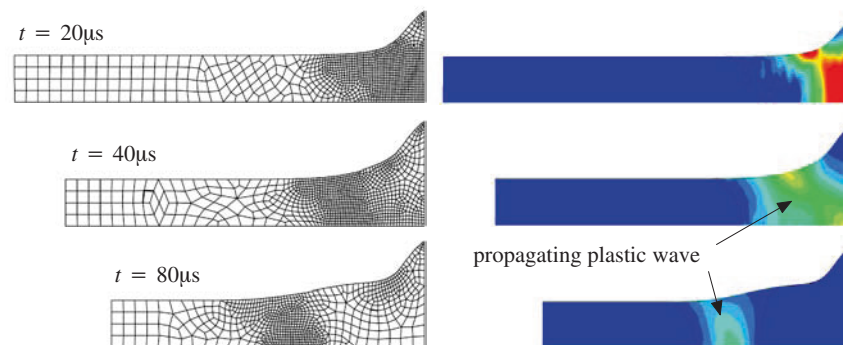 t = 20μs
t = 40μs
propagating plastic wave
t = 80μs